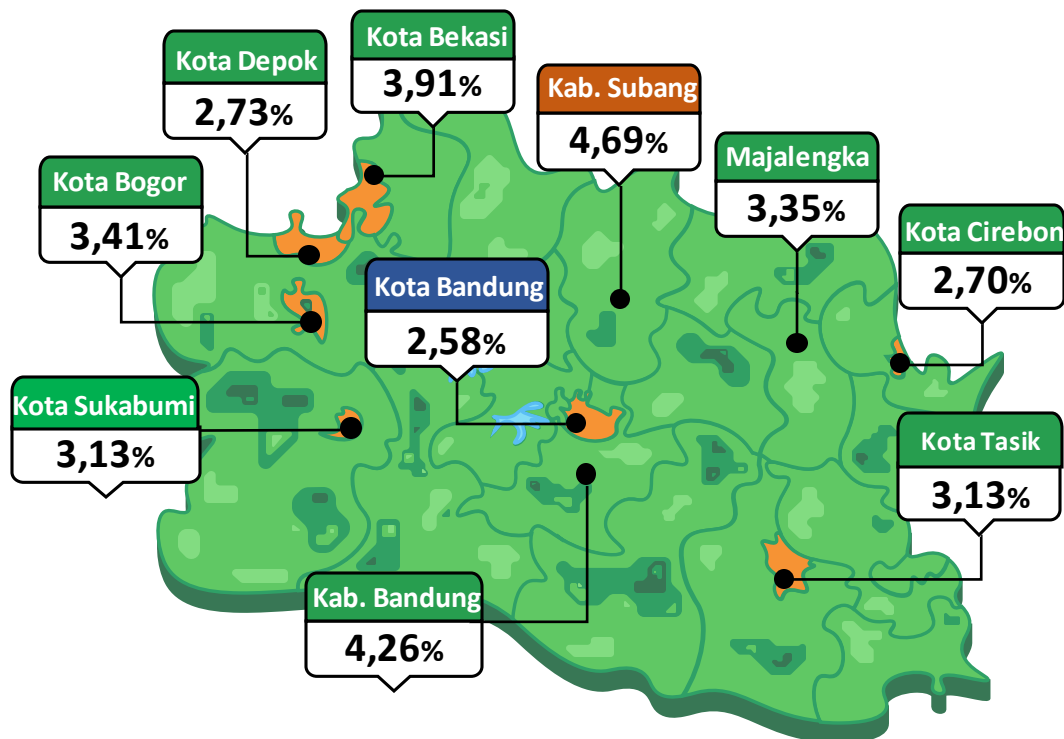 Kota Bekasi
3,91%
Kota Depok
2,73%
Kab. Subang
4,69%
Majalengka
3,35%
Kota Bogor
3,41%
Kota Cirebon
2,70%
Kota Bandung
2,58%
Kota Sukabumi
3,13%
Kota Tasik
3,13%
Kab. Bandung
4,26%